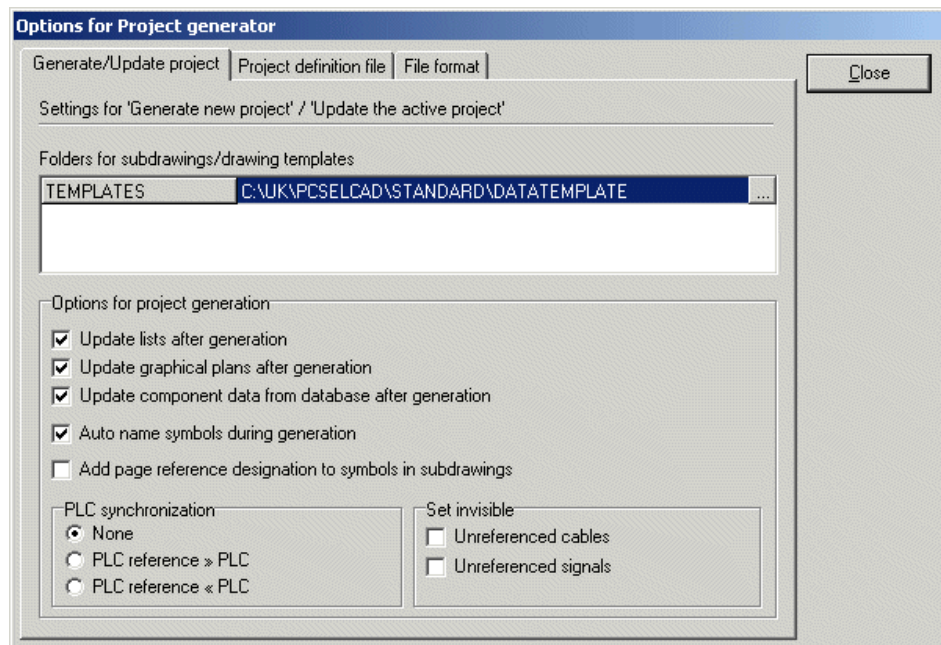 Options for Project generator
Generate/Update project Project definition file File format
Close
Settings for 'Generate new project' / 'Update the active project'
Folders for subdrawings/drawing templates
TEMPLATES C:\UK\PCSELCAD\STANDARD\DATATEMPLATE ...
Options for project generation
Update lists after generation
Update graphical plans after generation
Update component data from database after generation
Auto name symbols during generation
Add page reference designation to symbols in subdrawings
PLC synchronization
None
PLC reference » PLC
PLC reference « PLC
Set invisible
Unreferenced cables
Unreferenced signals